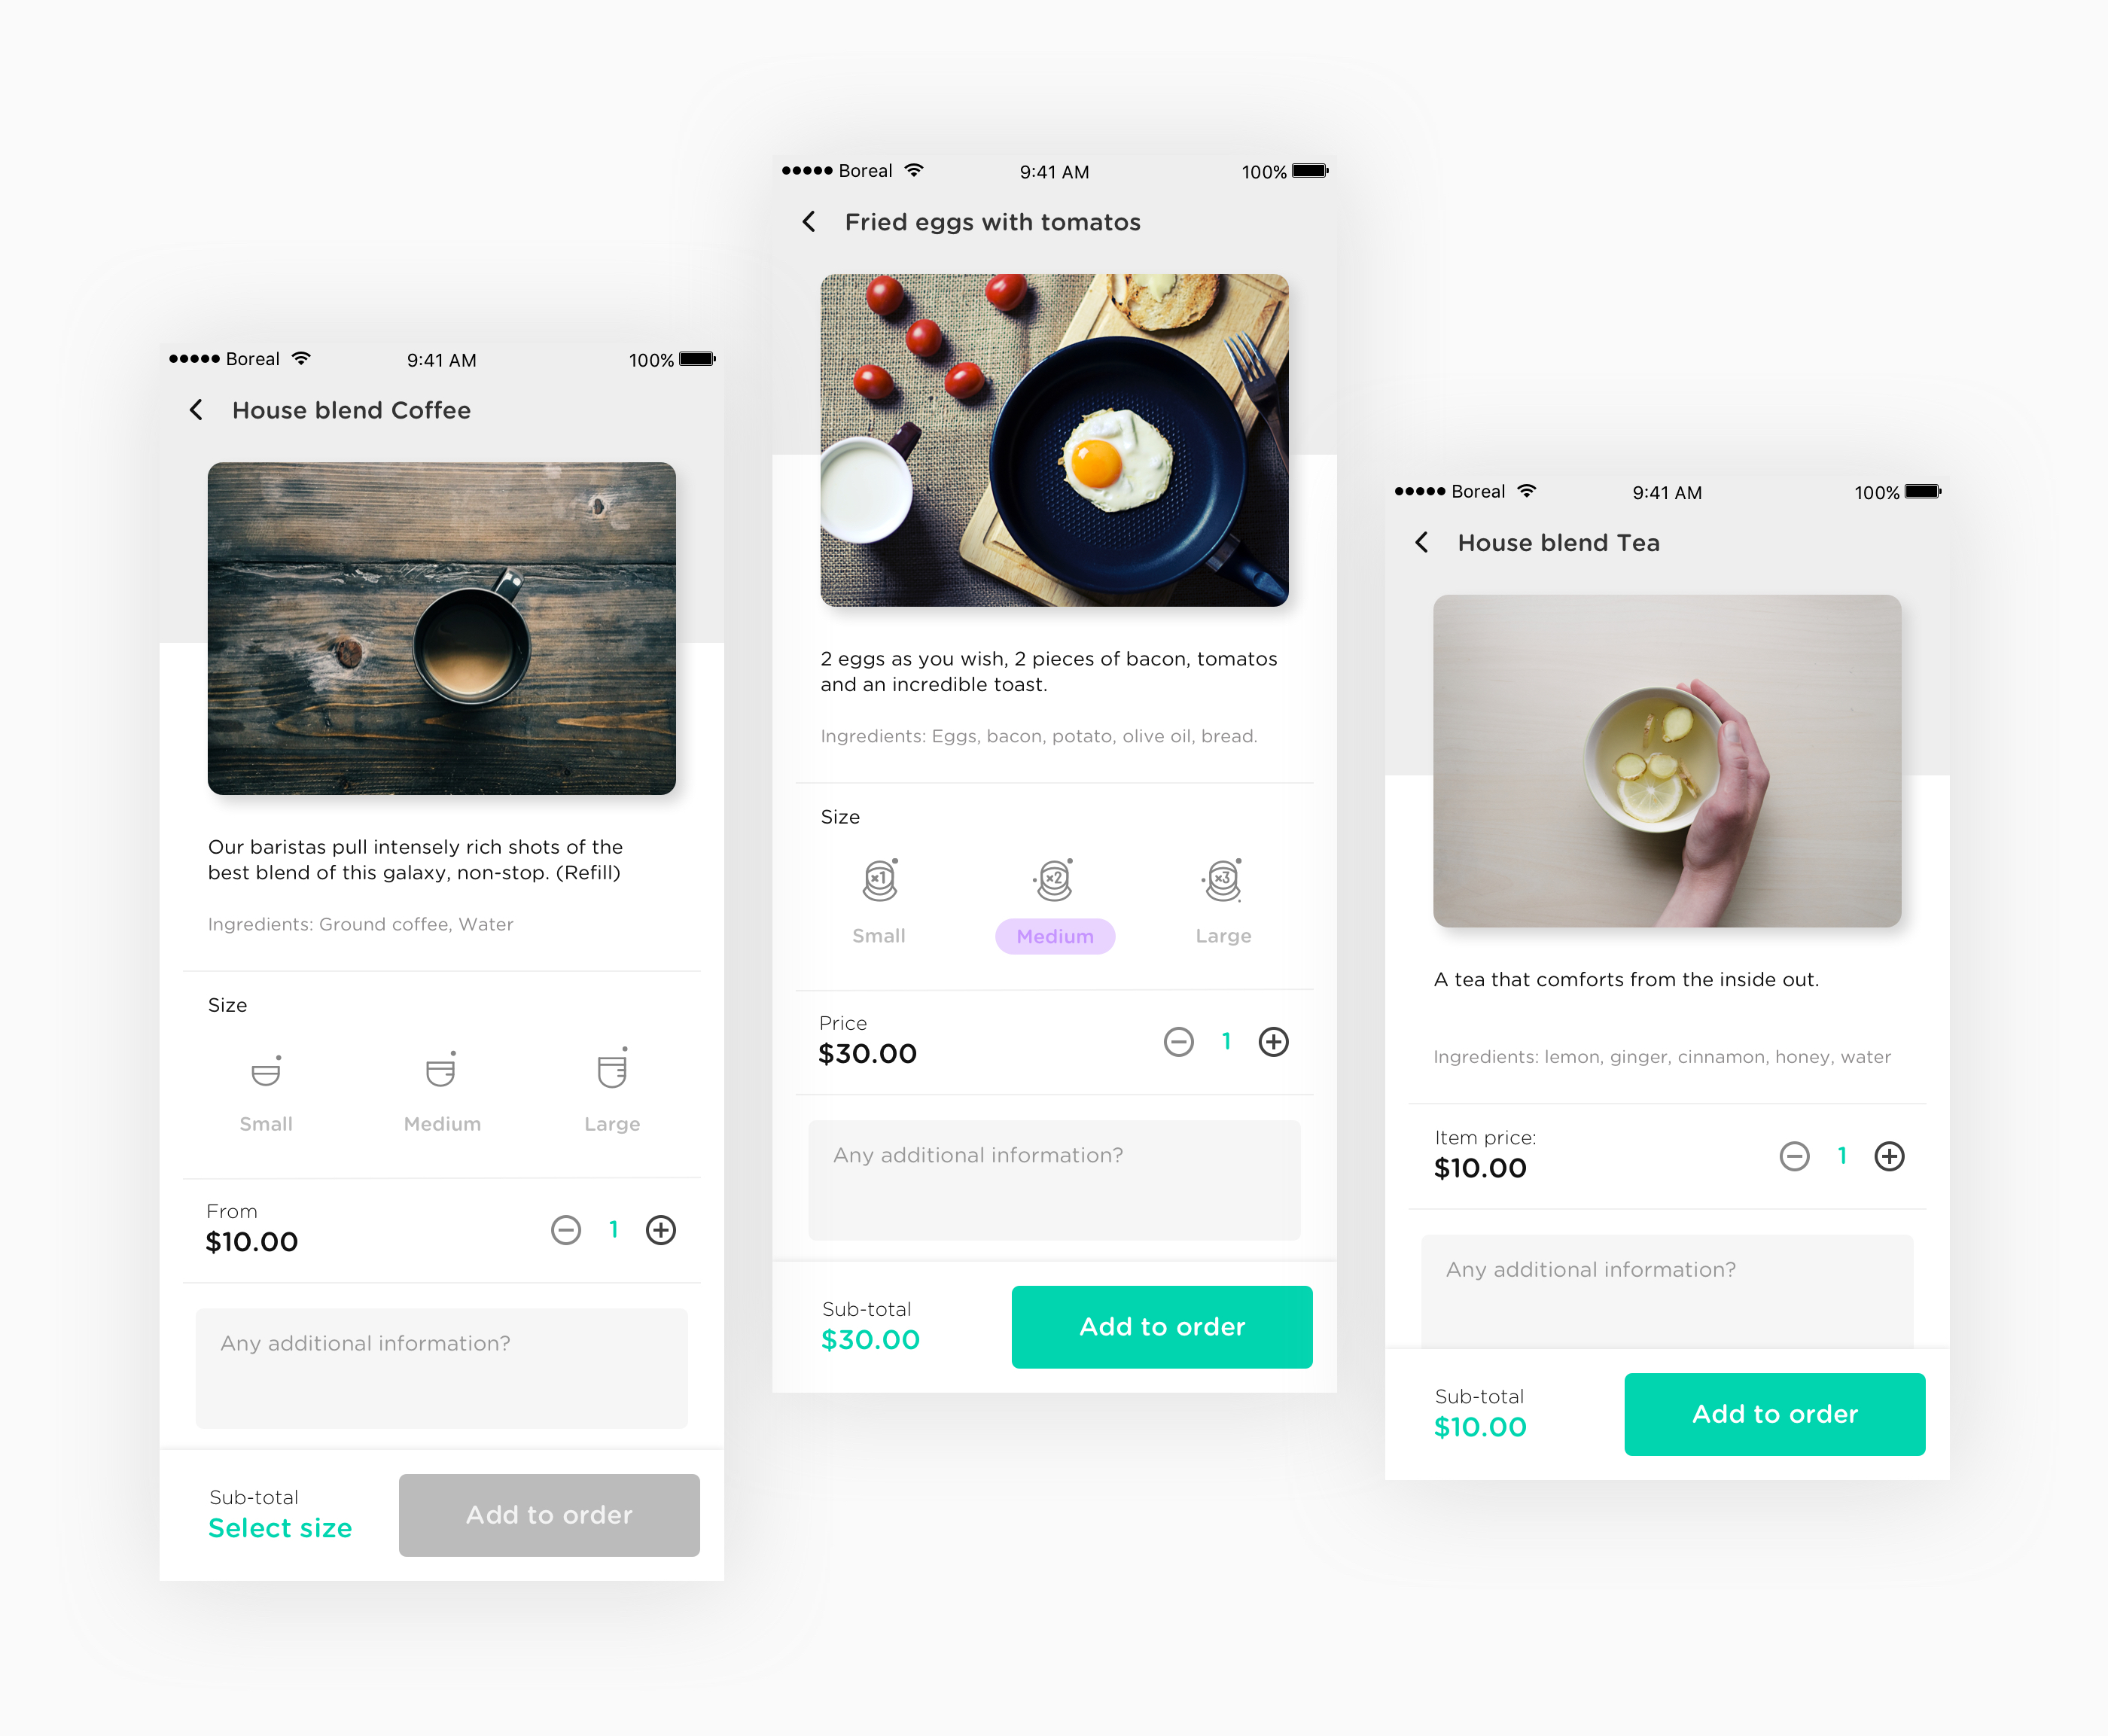 Boreal 9:41 AM 100%
House blend Coffee
Our baristas pull intensely rich shots of the
best blend of this galaxy, non-stop. (Refill)
Ingredients: Ground coffee, Water
Size
Small Medium Large
From
$10.00 1
Any additional information?
Sub-total
Select size
Add to order
Boreal 9:41 AM 100%
Fried eggs with tomatos
2 eggs as you wish, 2 pieces of bacon, tomatos
and an incredible toast.
Ingredients: Eggs, bacon, potato, olive oil, bread.
Size
x1 x2 x3
Small Medium Large
Price
$30.00 1
Any additional information?
Sub-total
$30.00
Add to order
Boreal 9:41 AM 100%
House blend Tea
A tea that comforts from the inside out.
Ingredients: lemon, ginger, cinnamon, honey, water
Item price:
$10.00 1
Any additional information?
Sub-total
$10.00
Add to order